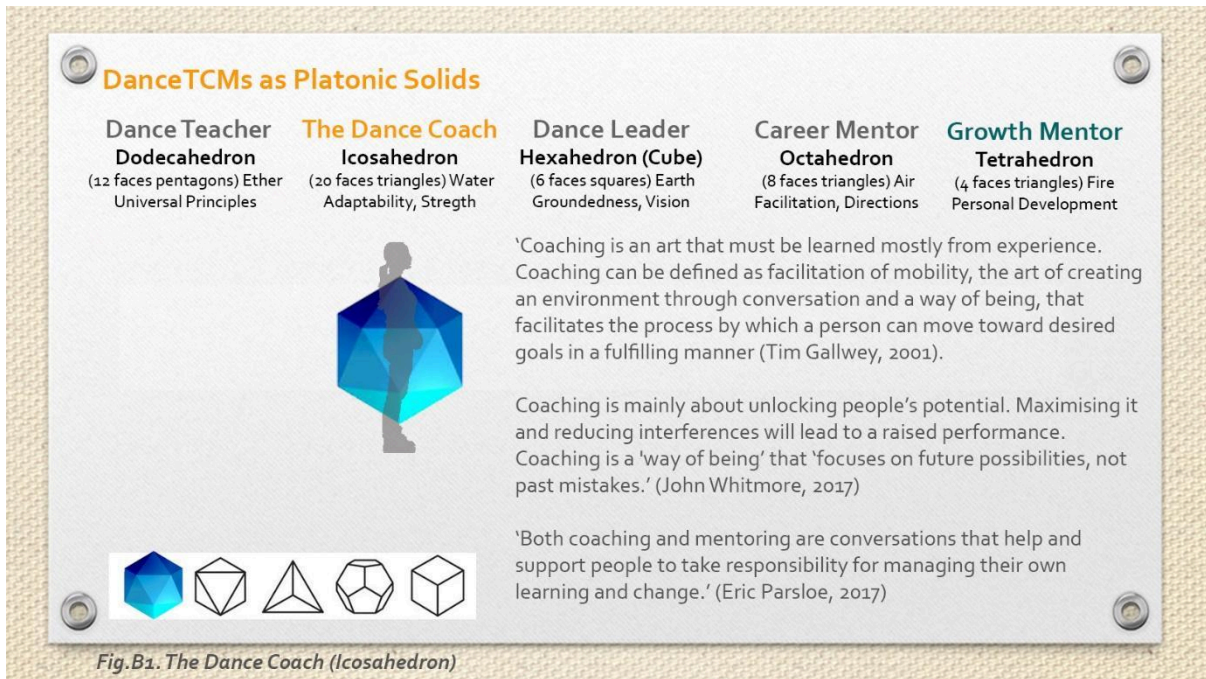 DanceTCMs as Platonic Solids
Dance Teacher
Dodecahedron
(12 faces pentagons) Ether
Universal Principles
The Dance Coach
Icosahedron
(20 faces triangles) Water
Adaptability, Stregth
Dance Leader
Hexahedron (Cube)
(6 faces squares) Earth
Groundedness, Vision
Career Mentor
Octahedron
(8 faces triangles) Air
Facilitation, Directions
Growth Mentor
Tetrahedron
(4 faces triangles) Fire
Personal Development
‘Coaching is an art that must be learned mostly from experience.
Coaching can be defined as facilitation of mobility, the art of creating
an environment through conversation and a way of being, that
facilitates the process by which a person can move toward desired
goals in a fulfilling manner (Tim Gallwey, 2001).
Coaching is mainly about unlocking people’s potential. Maximising it
and reducing interferences will lead to a raised performance.
Coaching is a 'way of being’ that ‘focuses on future possibilities, not
past mistakes.’ (John Whitmore, 2017)
‘Both coaching and mentoring are conversations that help and
support people to take responsibility for managing their own
learning and change.’ (Eric Parsloe, 2017)
Fig.B1. The Dance Coach (Icosahedron)